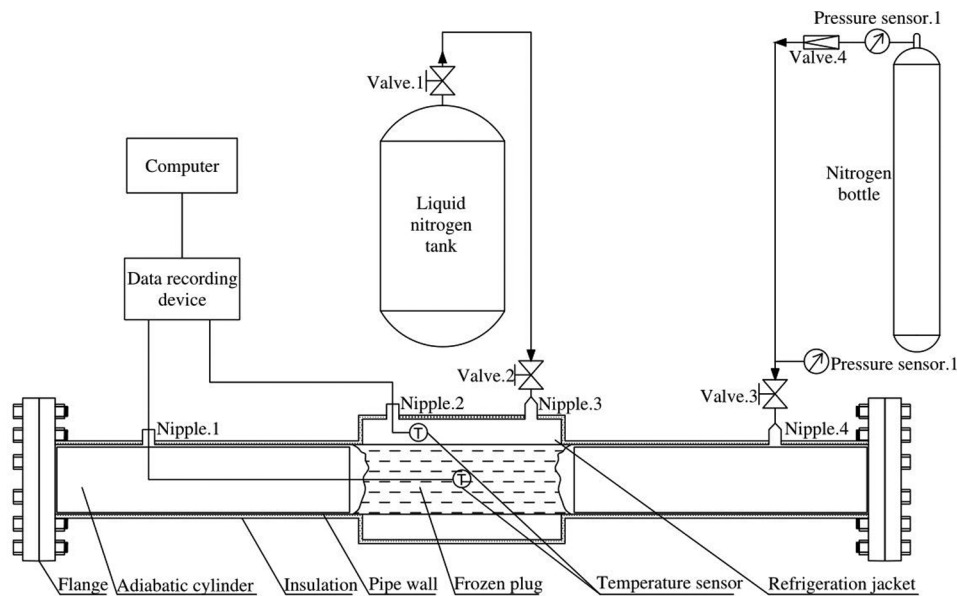 Pressure sensor.1
Valve.4
Valve.1
Computer
Nitrogen
bottle
Liquid
nitrogen
tank
Data recording
device
Pressure sensor.1
Valve.2
Valve.3
Nipple.2
Nipple.3
Nipple.1
Nipple.4
T
T
Flange
Adiabatic cylinder
Insulation
Pipe wall
Frozen plug
Temperature sensor
Refrigeration jacket